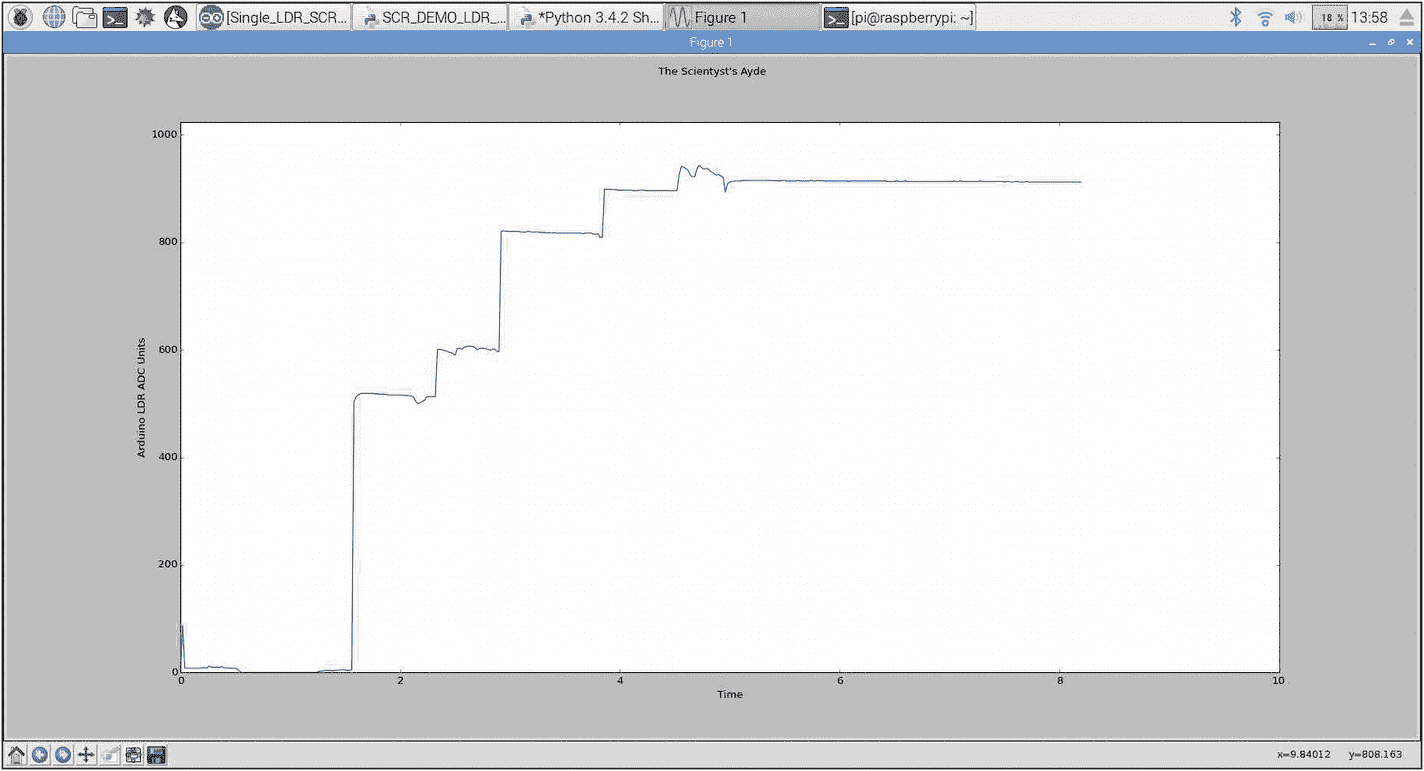 [Single_LDR_SCR... SCR_DEMO_LDR_... *Python 3.4.2 Sh... Figure 1 [pi@raspberrypi: ~] 18 % 13:58
Figure 1
The Scientyst's Ayde
1000
800
600
400
200
0
Arduino LDR ADC Units
0 2 4 6 8 10
Time
x=9.84012 y=808.163